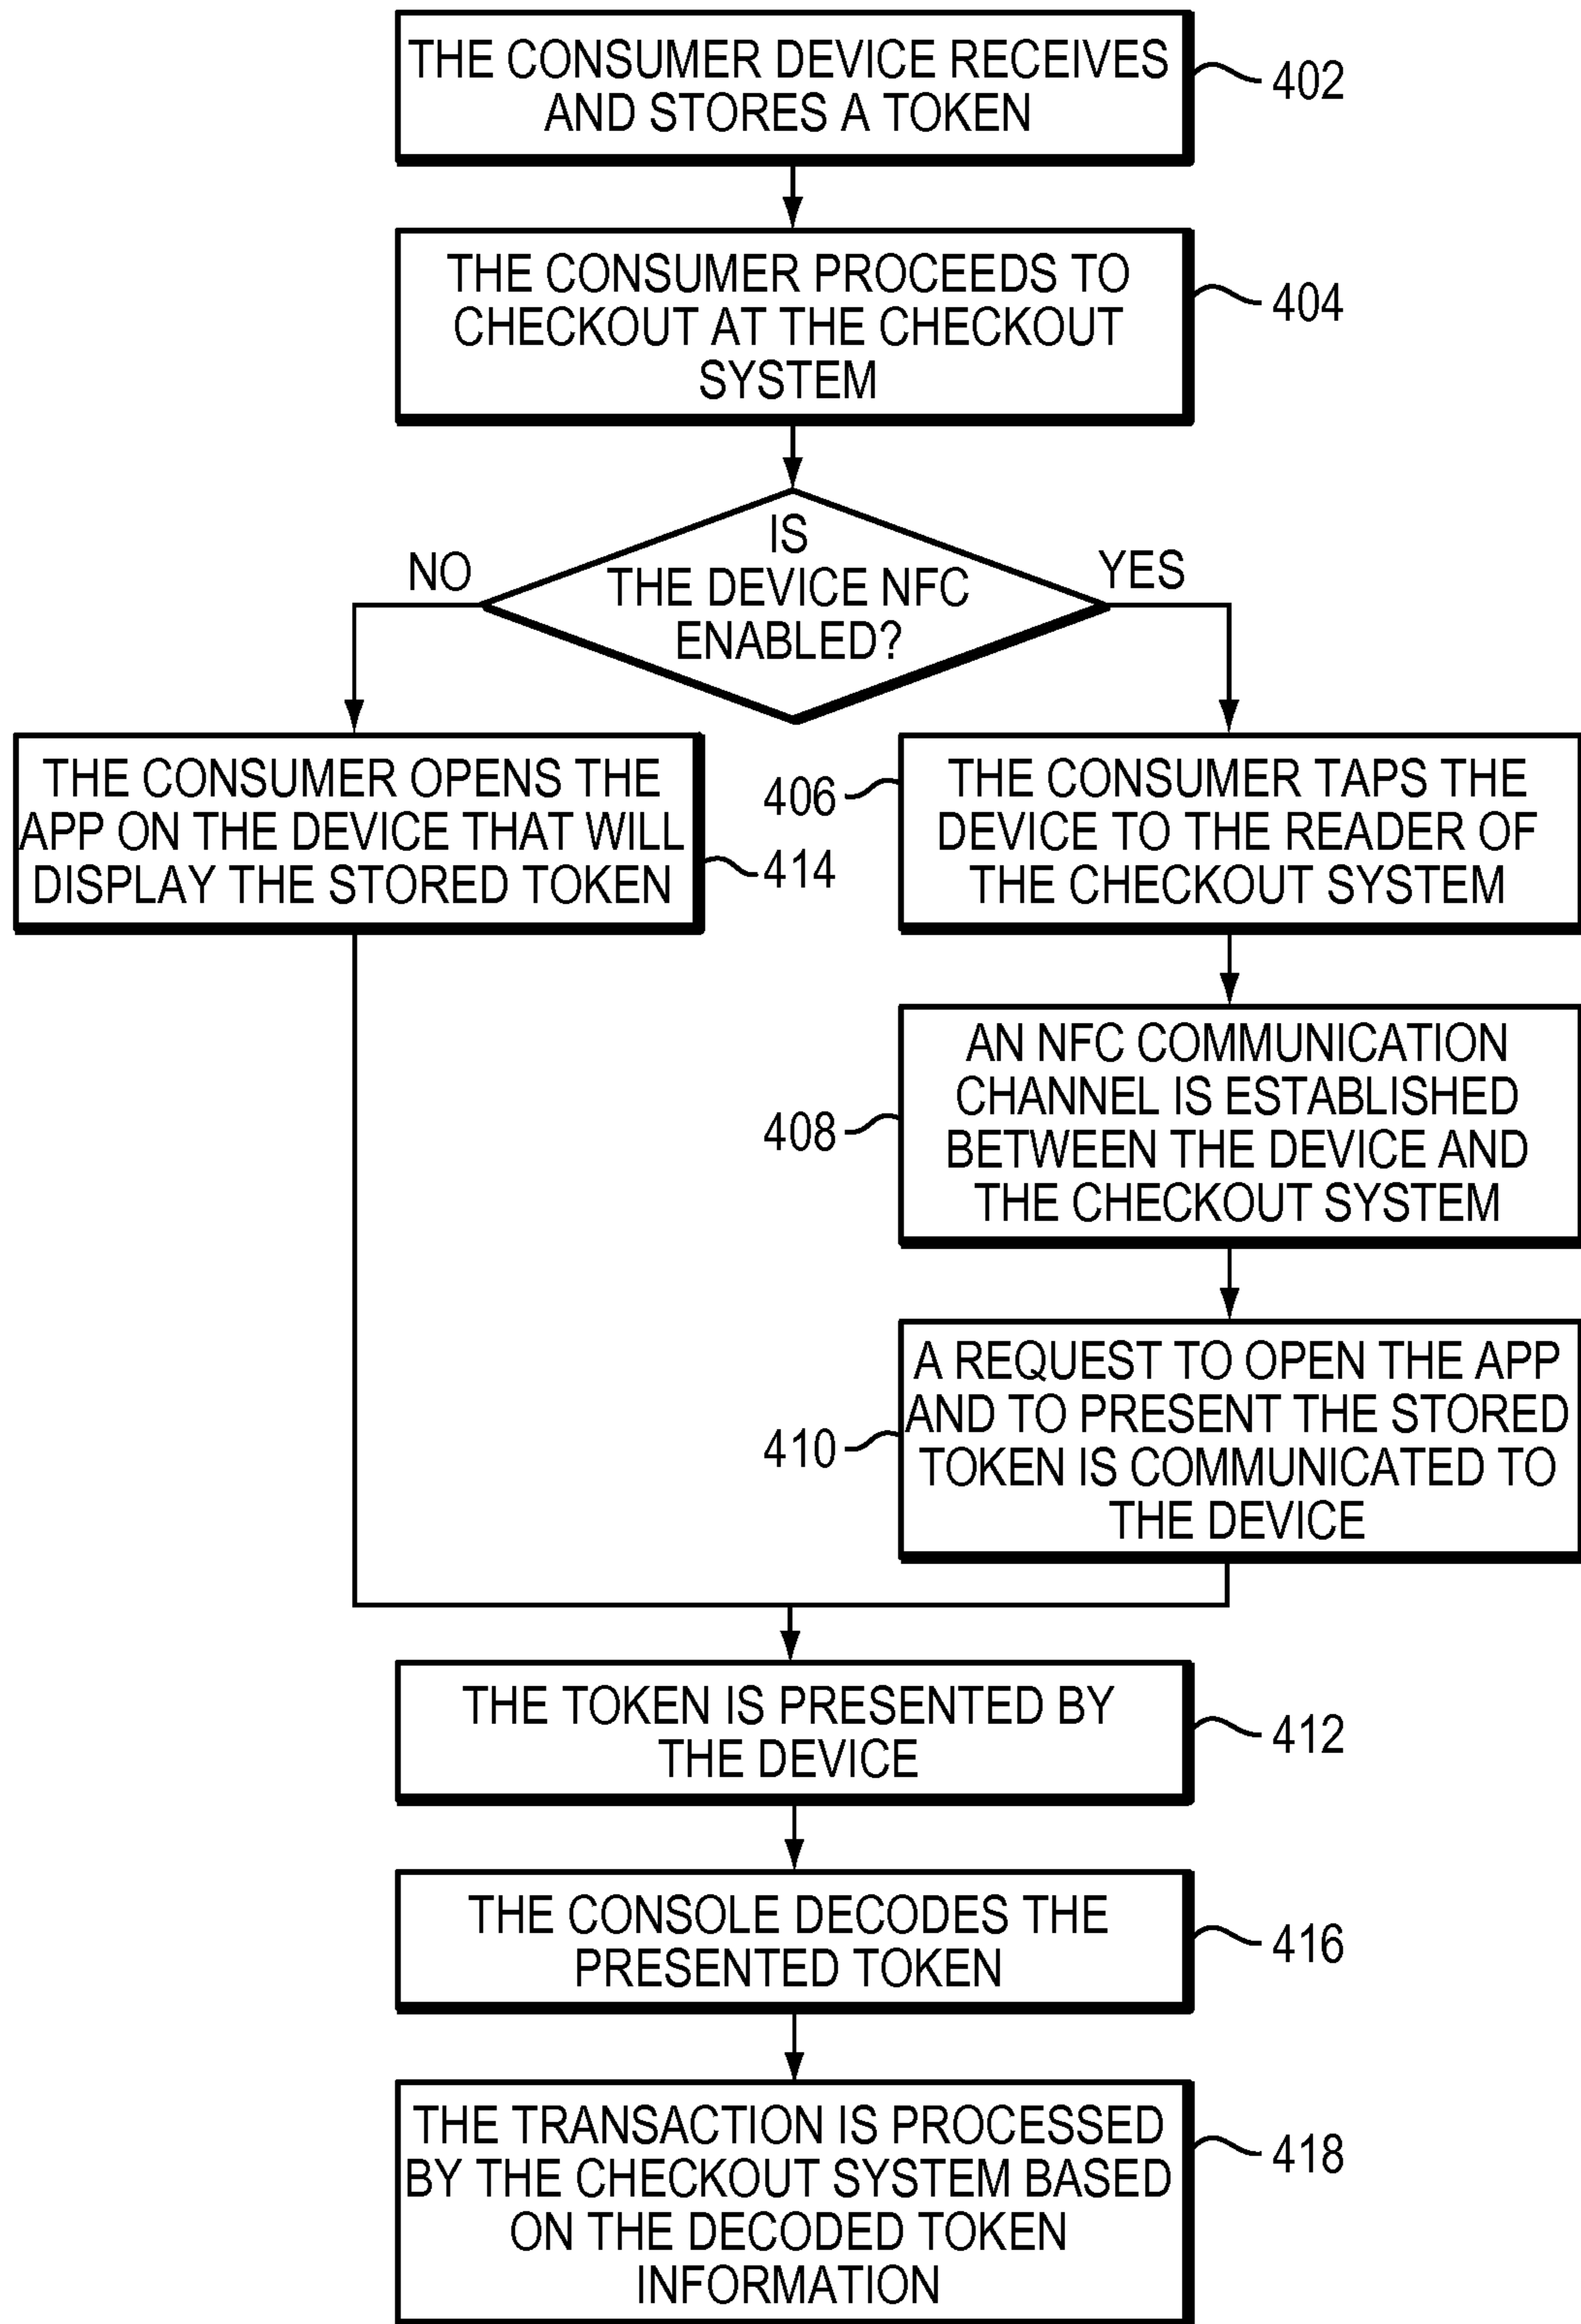 THE CONSUMER DEVICE RECEIVES
AND STORES A TOKEN
402
THE CONSUMER PROCEEDS TO
CHECKOUT AT THE CHECKOUT
SYSTEM
404
IS
THE DEVICE NFC
ENABLED?
NO
YES
THE CONSUMER OPENS THE
APP ON THE DEVICE THAT WILL
DISPLAY THE STORED TOKEN
414
406
THE CONSUMER TAPS THE
DEVICE TO THE READER OF
THE CHECKOUT SYSTEM
408
AN NFC COMMUNICATION
CHANNEL IS ESTABLISHED
BETWEEN THE DEVICE AND
THE CHECKOUT SYSTEM
410
A REQUEST TO OPEN THE APP
AND TO PRESENT THE STORED
TOKEN IS COMMUNICATED TO
THE DEVICE
THE TOKEN IS PRESENTED BY
THE DEVICE
412
THE CONSOLE DECODES THE
PRESENTED TOKEN
416
THE TRANSACTION IS PROCESSED
BY THE CHECKOUT SYSTEM BASED
ON THE DECODED TOKEN
INFORMATION
418